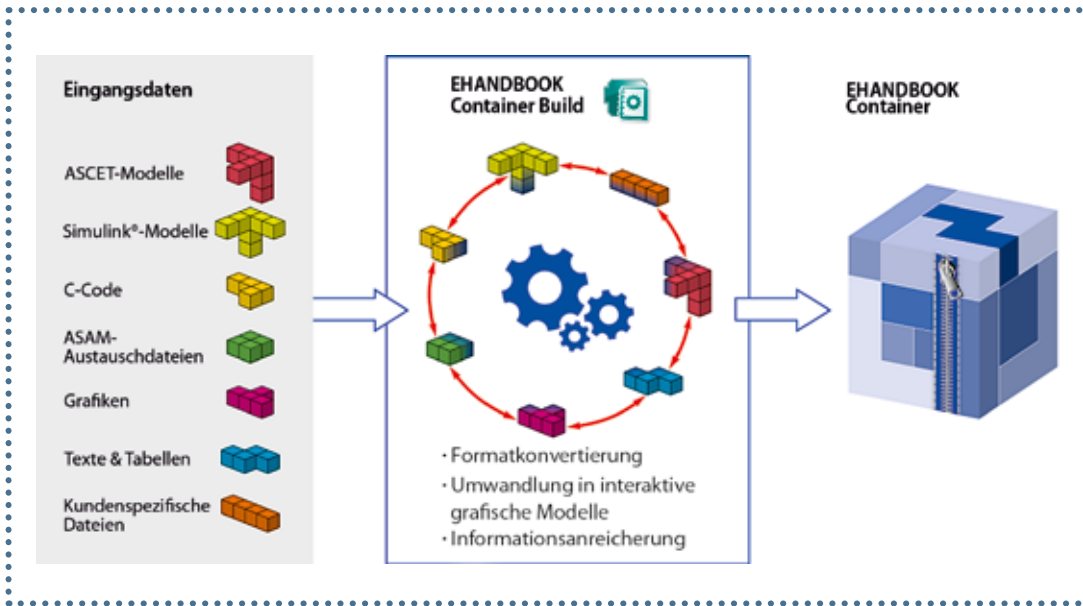 Eingangsdaten
ASCET-Modelle
Simulink®-Modelle
C-Code
ASAM-
Austauschdateien
Grafiken
Texte & Tabellen
Kundenspezifische
Dateien
EHANDBOOK
Container Build
· Formatkonvertierung
· Umwandlung in interaktive
grafische Modelle
· Informationsanreicherung
EHANDBOOK
Container